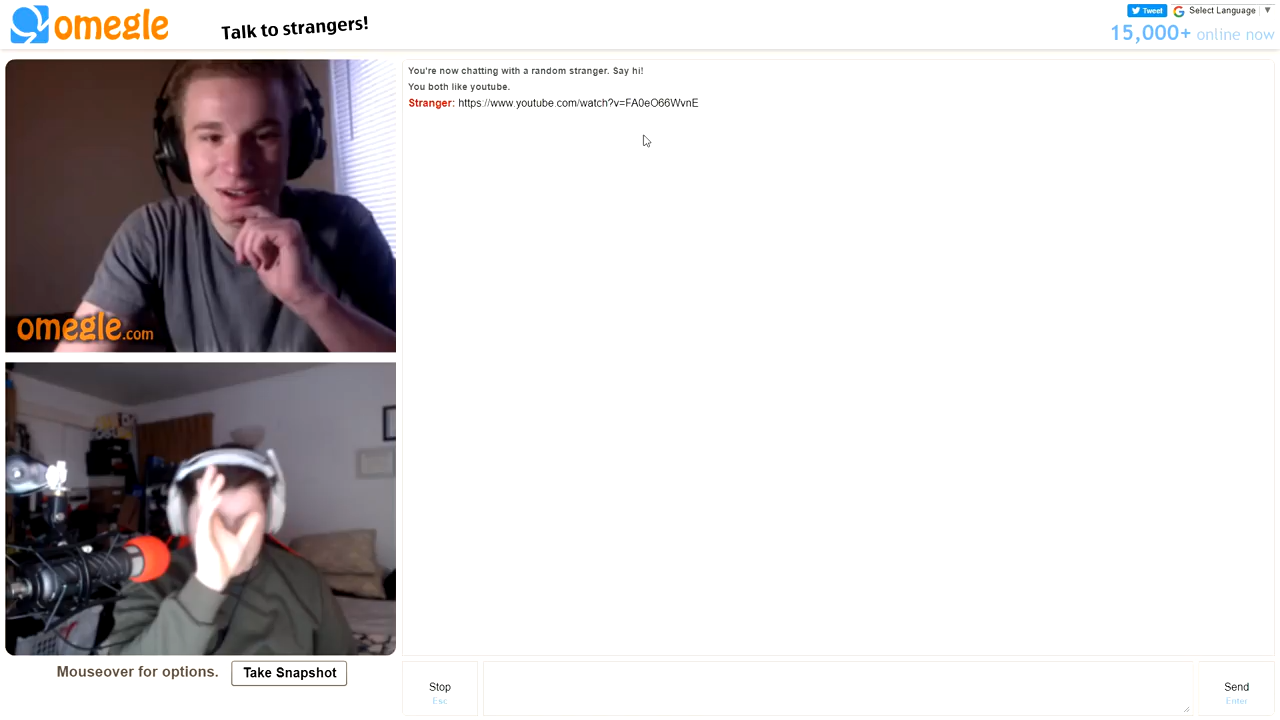 omegle
Talk to strangers!
Tweet
Select Language ▼
15,000+ online now
You're now chatting with a random stranger. Say hi!
You both like youtube.
Stranger: https://www.youtube.com/watch?v=FA0eO66WvnE
omegle.com
Mouseover for options.
Take Snapshot
Stop
Esc
Send
Enter